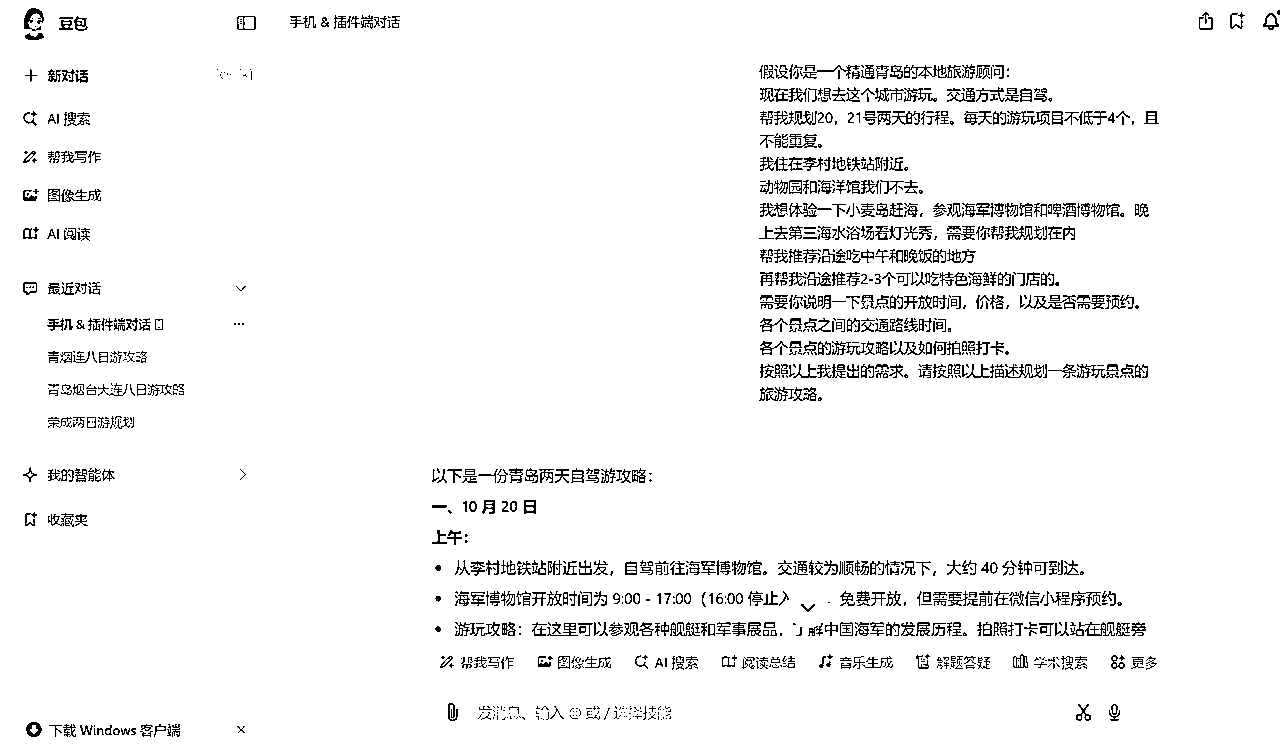 豆包
手机 & 插件端对话
新对话
AI 搜索
帮我写作
图像生成
AI 阅读
最近对话
手机 & 插件端对话
青烟连八日游攻略
青岛烟台大连八日游攻略
荣成两日游规划
我的智能体
收藏夹
下载 Windows 客户端
假设你是一个精通青岛的本地旅游顾问：
现在我们想去这个城市游玩。交通方式是自驾。
帮我规划20，21号两天的行程。每天的游玩项目不低于4个，且
不能重复。
我住在李村地铁站附近。
动物园和海洋馆我们不去。
我想体验一下小麦岛赶海，参观海军博物馆和啤酒博物馆。晚
上去第三海水浴场看灯光秀，需要你帮我规划在内
帮我推荐沿途吃中午和晚饭的地方
再帮我沿途推荐2-3个可以吃特色海鲜的门店的。
需要你说明一下景点的开放时间，价格，以及是否需要预约。
各个景点之间的交通路线时间。
各个景点的游玩攻略以及如何拍照打卡。
按照以上我提出的需求。请按照以上描述规划一条游玩景点的
旅游攻略。
以下是一份青岛两天自驾游攻略：
一、10 月 20 日
上午：
• 从李村地铁站附近出发，自驾前往海军博物馆。交通较为顺畅的情况下，大约 40 分钟可到达。
• 海军博物馆开放时间为 9:00 - 17:00（16:00 停止 免费开放，但需要提前在微信小程序预约。
• 游玩攻略：在这里可以参观各种舰艇和军事展品，了解中国海军的发展历程。拍照打卡可以站在舰艇旁
帮我写作 图像生成 AI 搜索 阅读总结 音乐生成 解题答疑 学术搜索 更多
发消息、输入 @ 或 / 选择技能